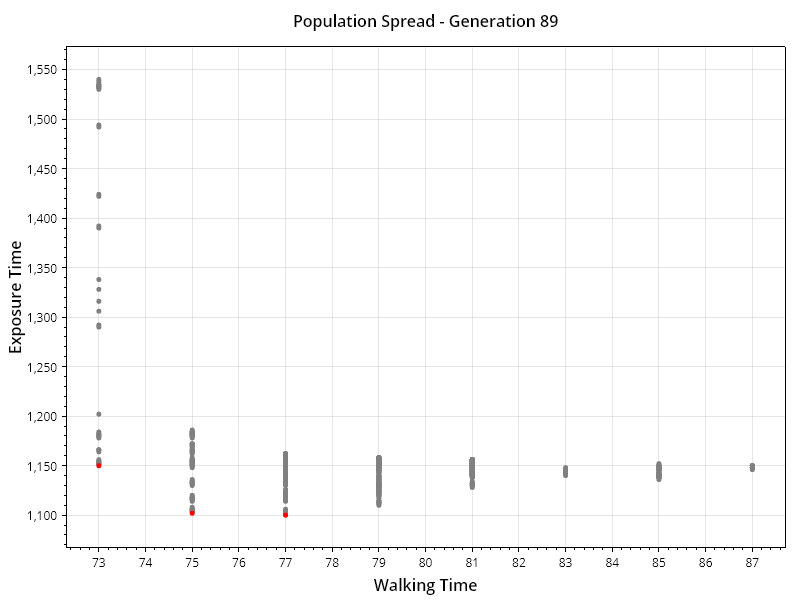 Population Spread - Generation 89
Exposure Time
1,550
1,500
1,450
1,400
1,350
1,300
1,250
1,200
1,150
1,100
73 74 75 76 77 78 79 80 81 82 83 84 85 86 87
Walking Time